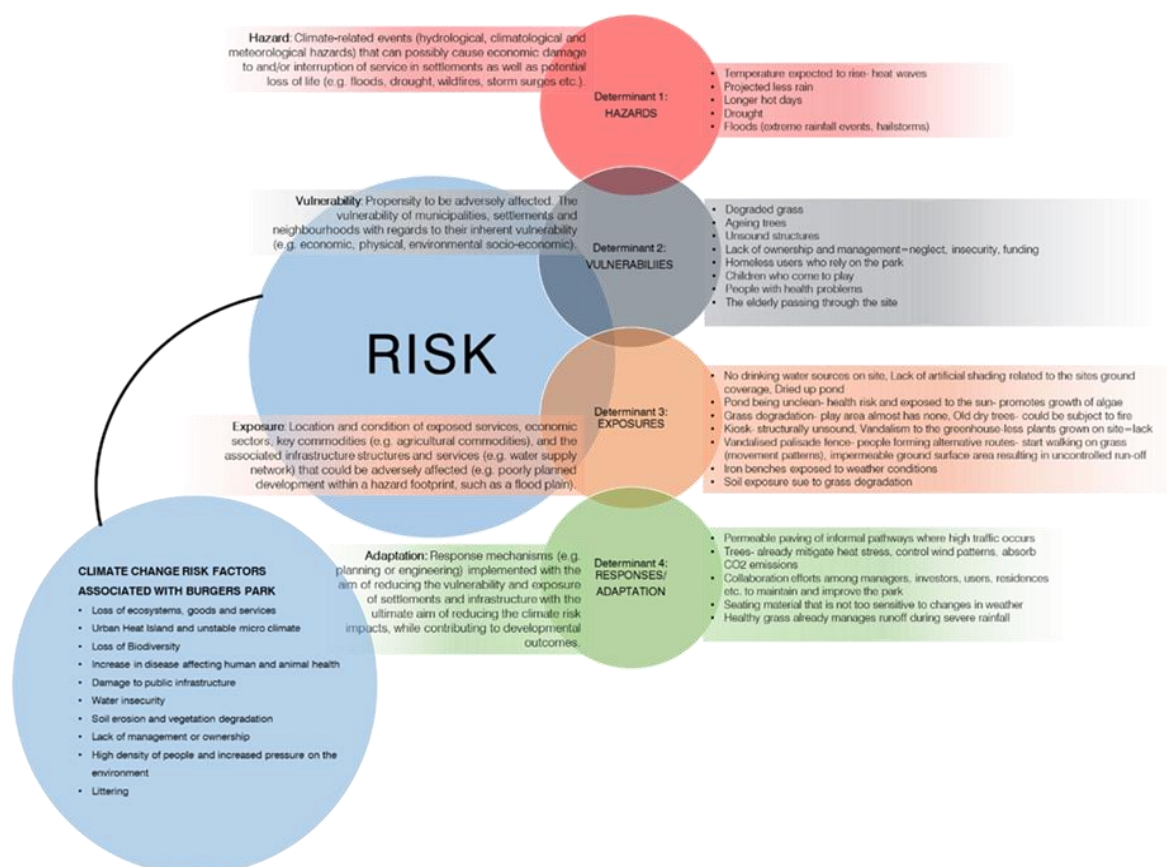 Hazard: Climate-related events (hydrological, climatological and
meteorological hazards) that can possibly cause economic damage
to and/or interruption of service in settlements as well as potential
loss of life (e.g. floods, drought, wildfires, storm surges etc.).
Determinant 1:
HAZARDS
• Temperature expected to rise- heat waves
• Projected less rain
• Longer hot days
• Drought
• Floods (extreme rainfall events, hailstorms)
Vulnerability: Propensity to be adversely affected. The
vulnerability of municipalities, settlements and
neighbourhoods with regards to their inherent vulnerability
(e.g. economic, physical, environmental socio-economic).
Determinant 2:
VULNERABILIIES
• Degraded grass
• Ageing trees
• Unsound structures
• Lack of ownership and management=neglect, insecurity, funding
• Homeless users who rely on the park
• Children who come to play
• People with health problems
• The elderly passing through the site
RISK
Exposure: Location and condition of exposed services, economic
sectors, key commodities (e.g. agricultural commodities), and the
associated infrastructure structures and services (e.g. water supply
network) that could be adversely affected (e.g. poorly planned
development within a hazard footprint, such as a flood plain).
Determinant 3:
EXPOSURES
• No drinking water sources on site, Lack of artificial shading related to the sites ground
coverage, Dried up pond
• Pond being unclean- health risk and exposed to the sun- promotes growth of algae
• Grass degradation- play area almost has none, Old dry trees- could be subject to fire
• Kiosk- structurally unsound, Vandalism to the greenhouse-less plants grown on site=lack
• Vandalised palisade fence- people forming alternative routes- start walking on grass
(movement patterns), impermeable ground surface area resulting in uncontrolled run-off
• Iron benches exposed to weather conditions
• Soil exposure sue to grass degradation
Adaptation: Response mechanisms (e.g.
planning or engineering) implemented with the
aim of reducing the vulnerability and exposure
of settlements and infrastructure with the
ultimate aim of reducing the climate risk
impacts, while contributing to developmental
outcomes.
Determinant 4:
RESPONSES/
ADAPTATION
• Permeable paving of informal pathways where high traffic occurs
• Trees- already mitigate heat stress, control wind patterns, absorb
CO2 emissions
• Collaboration efforts among managers, investors, users, residences
etc. to maintain and improve the park
• Seating material that is not too sensitive to changes in weather
• Healthy grass already manages runoff during severe rainfall
CLIMATE CHANGE RISK FACTORS
ASSOCIATED WITH BURGERS PARK
• Loss of ecosystems, goods and services
• Urban Heat Island and unstable micro climate
• Loss of Biodiversity
• Increase in disease affecting human and animal health
• Damage to public infrastructure
• Water insecurity
• Soil erosion and vegetation degradation
• Lack of management or ownership
• High density of people and increased pressure on the
environment
• Littering